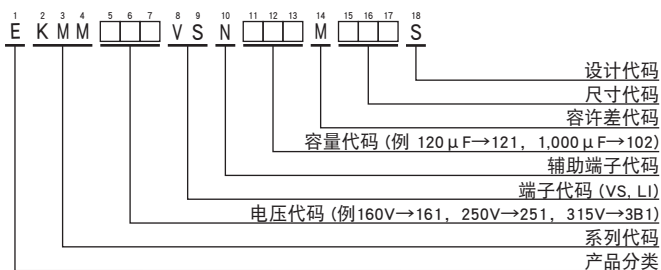 1 2 3 4 5 6 7 8 9 10 11 12 13 14 15 16 17 18
E K M M □□□ V S N □□□ M □□□ S
设计代码
尺寸代码
容许差代码
容量代码 (例 120μF→121, 1,000μF→102)
辅助端子代码
端子代码 (VS, LI)
电压代码 (例160V→161, 250V→251, 315V→3B1)
系列代码
产品分类